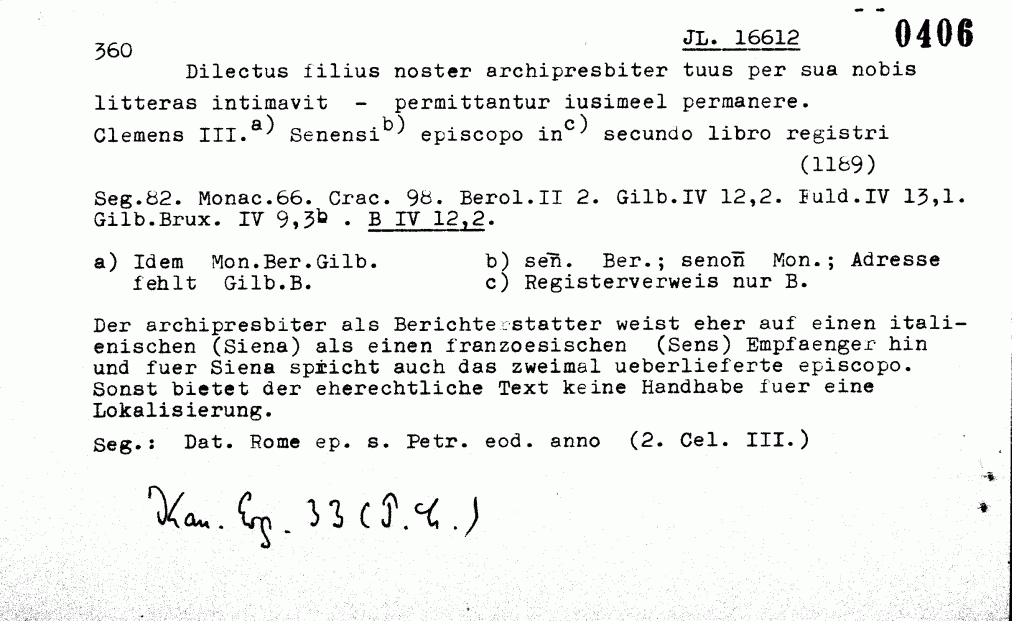 JL. 16612 0406
360
Dilectus filius noster archipresbiter tuus per sua nobis
litteras intimavit - permittantur iusimeel permanere.
Clemens III.a) Senensib) episcopo inc) secundo libro registri
(1189)
Seg.82. Monac.66. Crac. 98. Berol.II 2. Gilb.IV 12,2. Fuld.IV 13,1.
Gilb.Brux. IV 9,3b . B IV 12,2.
a) Idem Mon.Ber.Gilb. b) sen̄. Ber.; senon̄ Mon.; Adresse
fehlt Gilb.B. c) Registerverweis nur B.
Der archipresbiter als Berichterstatter weist eher auf einen itali-
enischen (Siena) als einen franzoesischen (Sens) Empfaenger hin
und fuer Siena spricht auch das zweimal ueberlieferte episcopo.
Sonst bietet der eherechtliche Text keine Handhabe fuer eine
Lokalisierung.
Seg.: Dat. Rome ep. s. Petr. eod. anno (2. Cel. III.)
Kan. Erg. 33